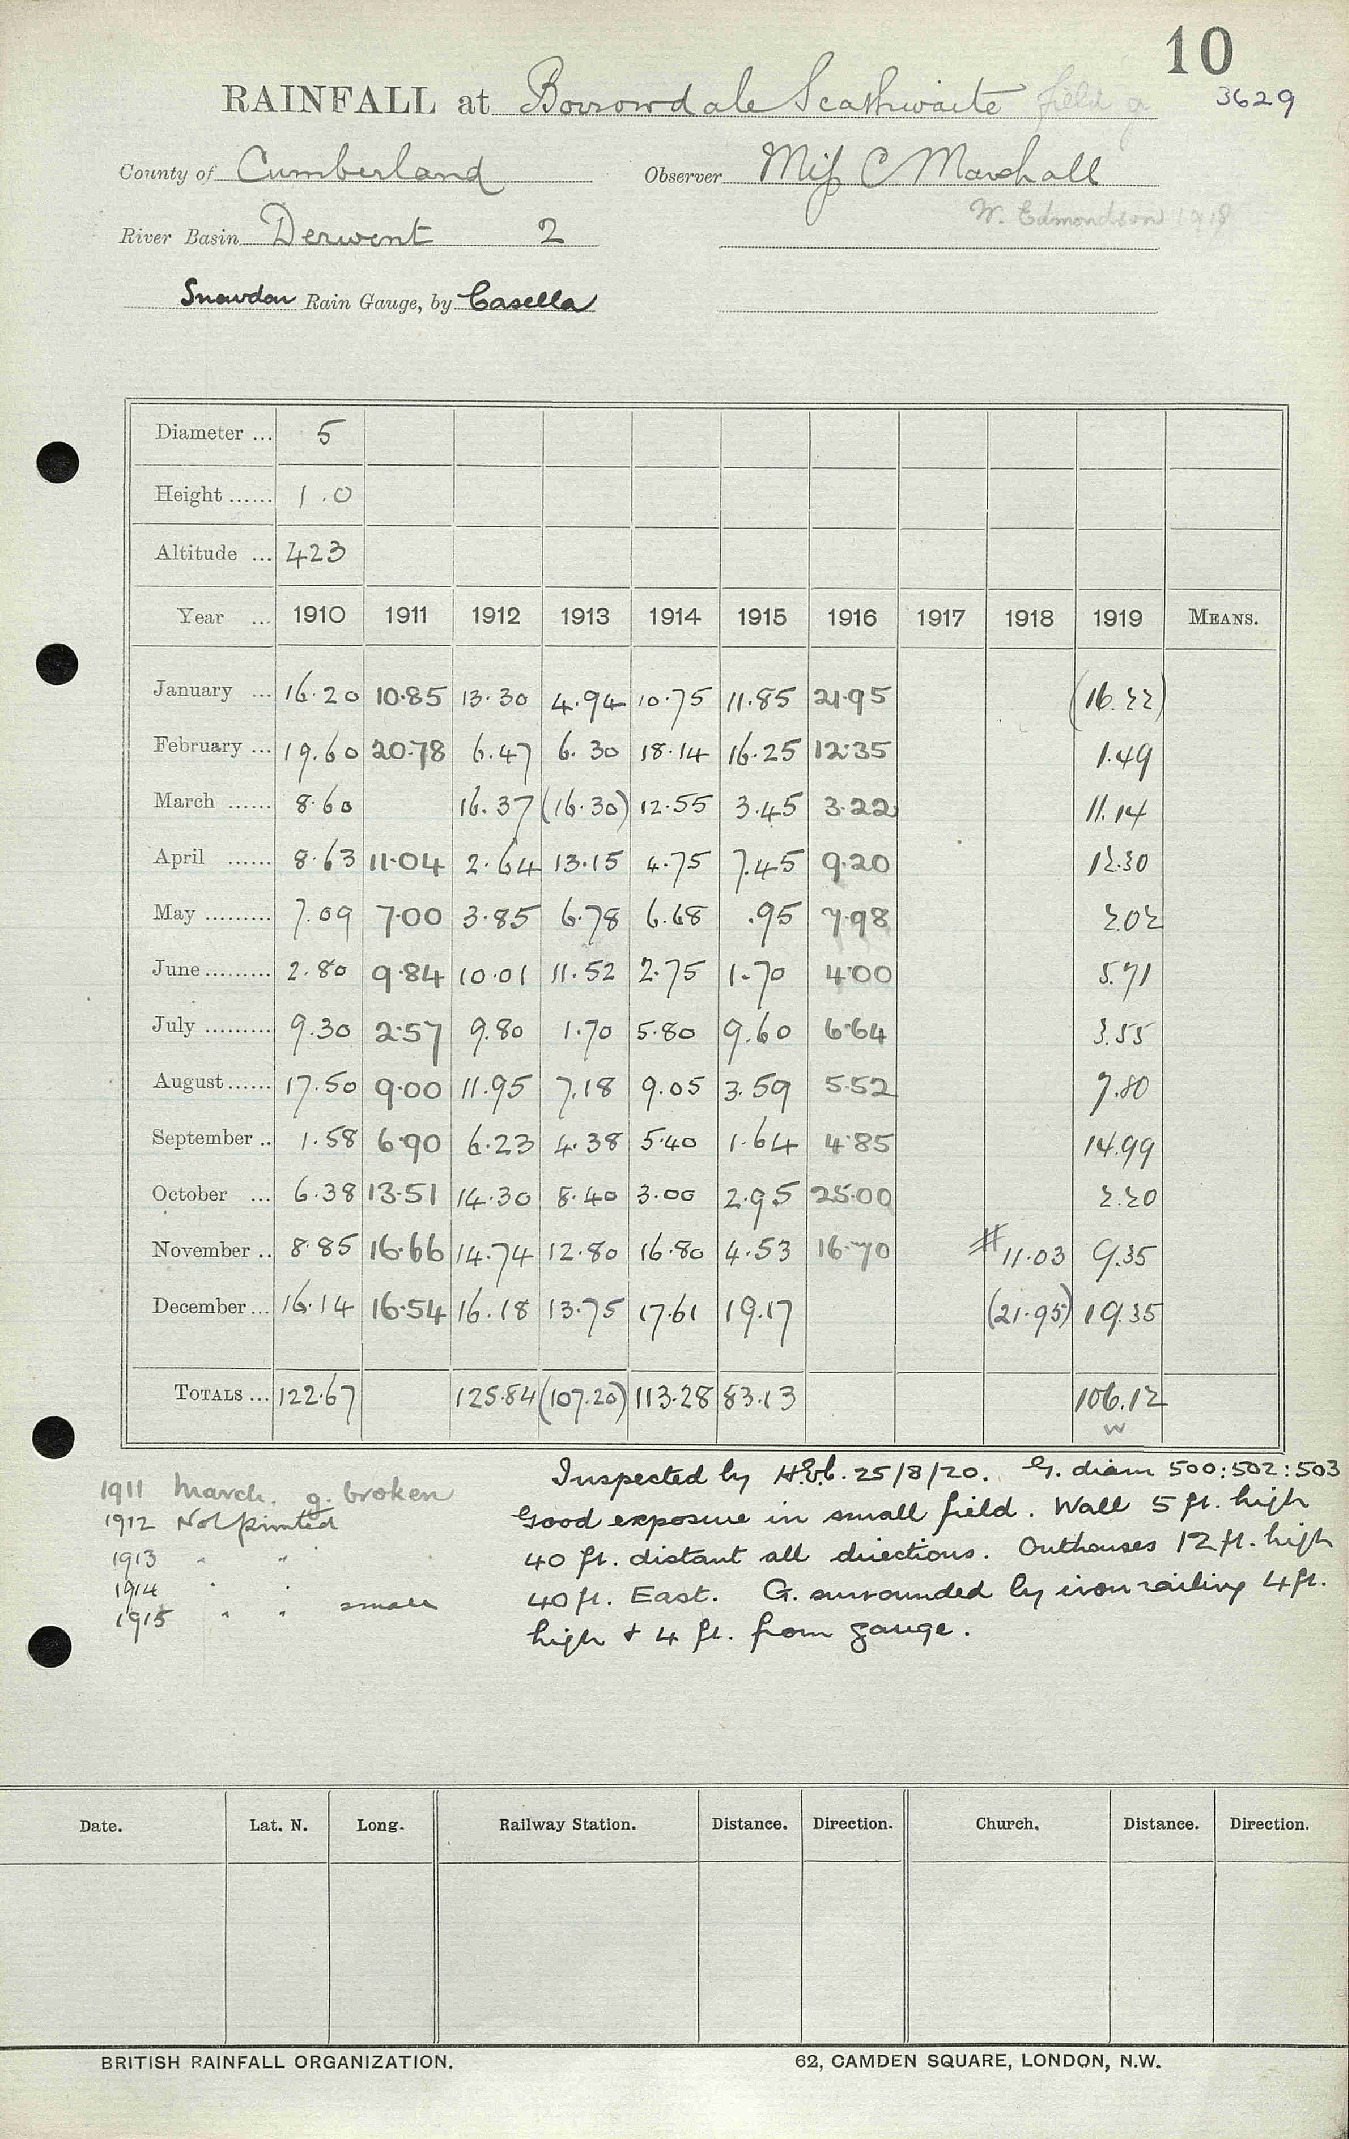 10
RAINFALL at Borrowdale Seathwaite field g
3629
County of Cumberland Observer Miss C Marshall
W. Edmondson 1918
River Basin Derwent 2
Snowdon Rain Gauge, by Casella
Diameter ... 5
Height ...... 1.0
Altitude ... 423
Year ... 1910 1911 1912 1913 1914 1915 1916 1917 1918 1919 MEANS.
January ... 16.20 10.85 13.30 4.94 10.75 11.85 21.95 (16.22)
February ... 19.60 20.78 6.47 6.30 18.14 16.25 12.35 1.49
March ...... 8.60 16.37 (16.30) 12.55 3.45 3.22 11.14
April ...... 8.63 11.04 2.64 13.15 4.75 7.45 9.20 12.30
May ......... 7.09 7.00 3.85 6.78 6.68 .95 7.98 2.02
June ......... 2.80 9.84 10.01 11.52 2.75 1.70 4.00 5.71
July ......... 9.30 2.57 9.80 1.70 5.80 9.60 6.64 3.55
August ...... 17.50 9.00 11.95 7.18 9.05 3.59 5.52 7.80
September .. 1.58 6.90 6.23 4.38 5.40 1.64 4.85 14.99
October ... 6.38 13.51 14.30 8.40 3.00 2.95 25.00 2.20
November .. 8.85 16.66 14.74 12.80 16.80 4.53 16.70 # 11.03 9.35
December ... 16.14 16.54 16.18 13.75 17.61 19.17 (21.95) 19.35
TOTALS ... 122.67 125.84 (107.20) 113.28 83.13 106.12
w
Inspected by 25/8/20. G. diam 500:502:503
Good exposure in small field. Wall 5 ft. high
40 ft. distant all directions. Outhouses 12 ft. high
40 ft. East. G. surrounded by iron railing 4 ft.
high + 4 ft. from gauge.
1911 March. g. broken
1912 Not printed
1913 " "
1914 " "
1915 " " small
Date. Lat. N. Long. Railway Station. Distance. Direction. Church. Distance. Direction.
BRITISH RAINFALL ORGANIZATION. 62, CAMDEN SQUARE, LONDON, N.W.